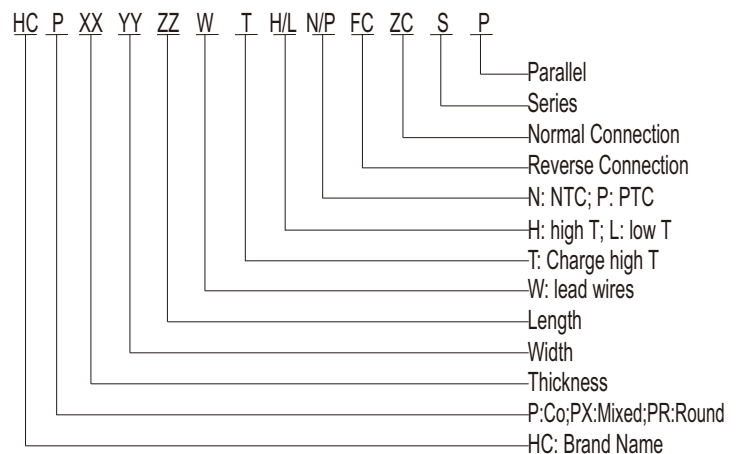 HC P XX YY ZZ W T H/L N/P FC ZC S P
Parallel
Series
Normal Connection
Reverse Connection
N: NTC; P: PTC
H: high T; L: low T
T: Charge high T
W: lead wires
Length
Width
Thickness
P:Co;PX:Mixed;PR:Round
HC: Brand Name